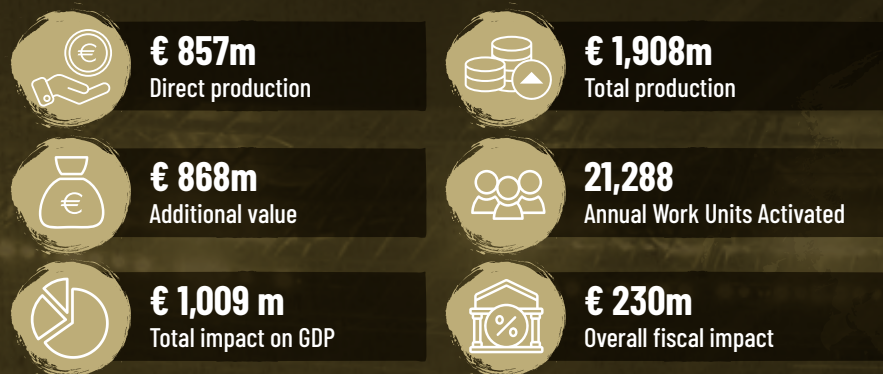 € 857m
Direct production
€ 1,908m
Total production
€ 868m
Additional value
21,288
Annual Work Units Activated
€ 1,009 m
Total impact on GDP
€ 230m
Overall fiscal impact